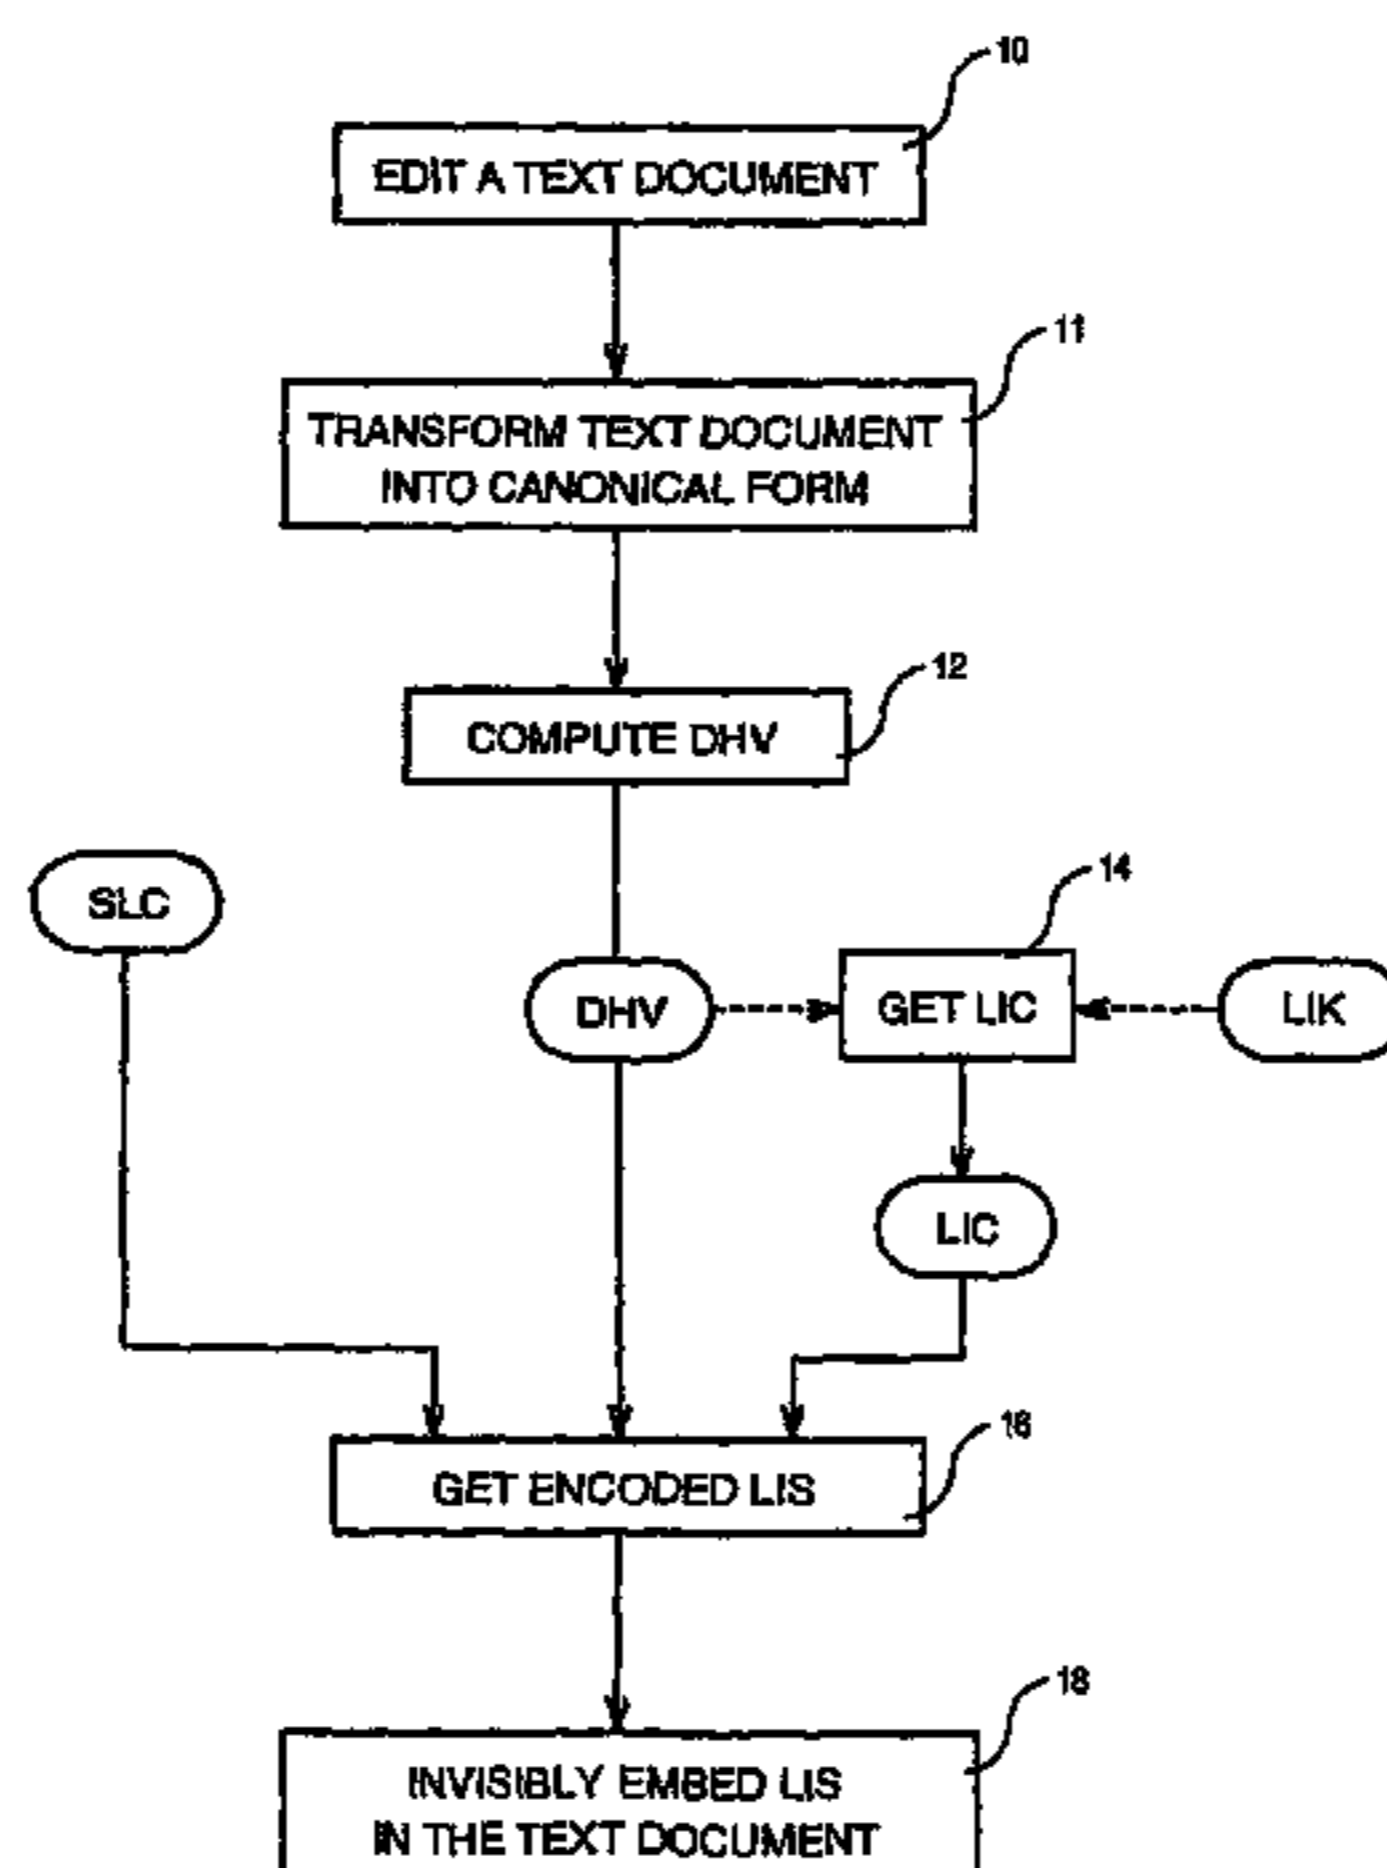 10
EDIT A TEXT DOCUMENT
11
TRANSFORM TEXT DOCUMENT
INTO CANONICAL FORM
12
COMPUTE DHV
SLC
14
DHV
GET LIC
LIK
LIC
16
GET ENCODED LIS
18
INVISIBLY EMBED LIS
IN THE TEXT DOCUMENT